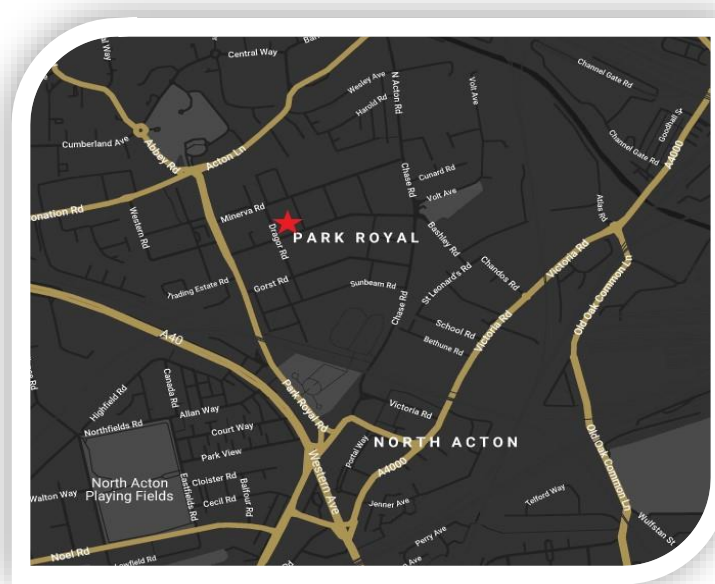 Central Way
Channel Gate Rd
Wesley Ave
N Acton Rd
Volt Ave
Harold Rd
Goodhall St
Cumberland Ave
Abbey Rd
Acton Ln
Channel Gate Rd
A4000
Cunard Rd
Chase Rd
Volt Ave
Western Rd
Minerva Rd
Atlas Rd
Dragor Rd
PARK ROYAL
Bashley Rd
Victoria Rd
Chandos Rd
St Leonard's Rd
Gorst Rd
Sunbeam Rd
Trading Estate Rd
Chase Rd
Old Oak Common Ln
School Rd
Victoria Rd
A40
Bethune Rd
Canada Rd
Highfield Rd
Park Royal Rd
Allan Way
Victoria Rd
Northfields Rd
Court Way
NORTH ACTON
Portal Way
Old Oak Common Ln
Park View
Western Ave
A4000
North Acton
Playing Fields
Cloister Rd
Eastfields Rd
Balfour Rd
Walton Way
Cecil Rd
Telford Way
Jenner Ave
Wulfstan St
Perry Ave
Noel Rd